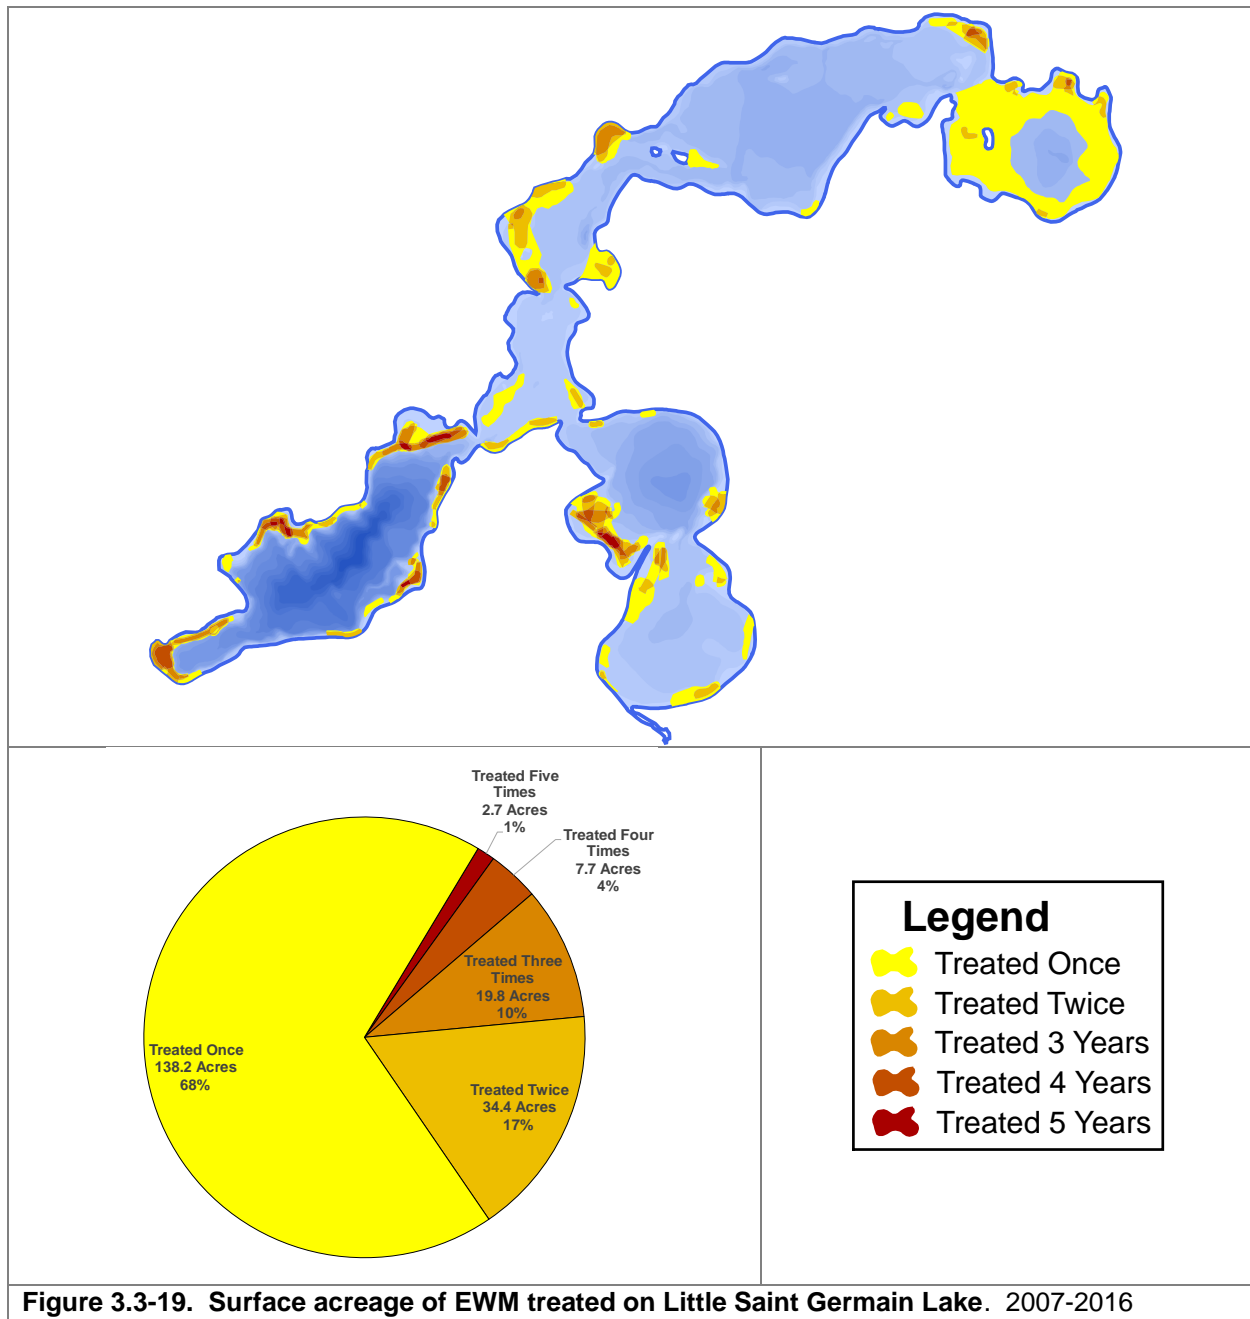 Treated Five
Times
2.7 Acres
1%
Treated Four
Times
7.7 Acres
4%
Treated Three
Times
19.8 Acres
10%
Treated Once
138.2 Acres
68%
Treated Twice
34.4 Acres
17%
Legend
Treated Once
Treated Twice
Treated 3 Years
Treated 4 Years
Treated 5 Years
Figure 3.3-19. Surface acreage of EWM treated on Little Saint Germain Lake. 2007-2016